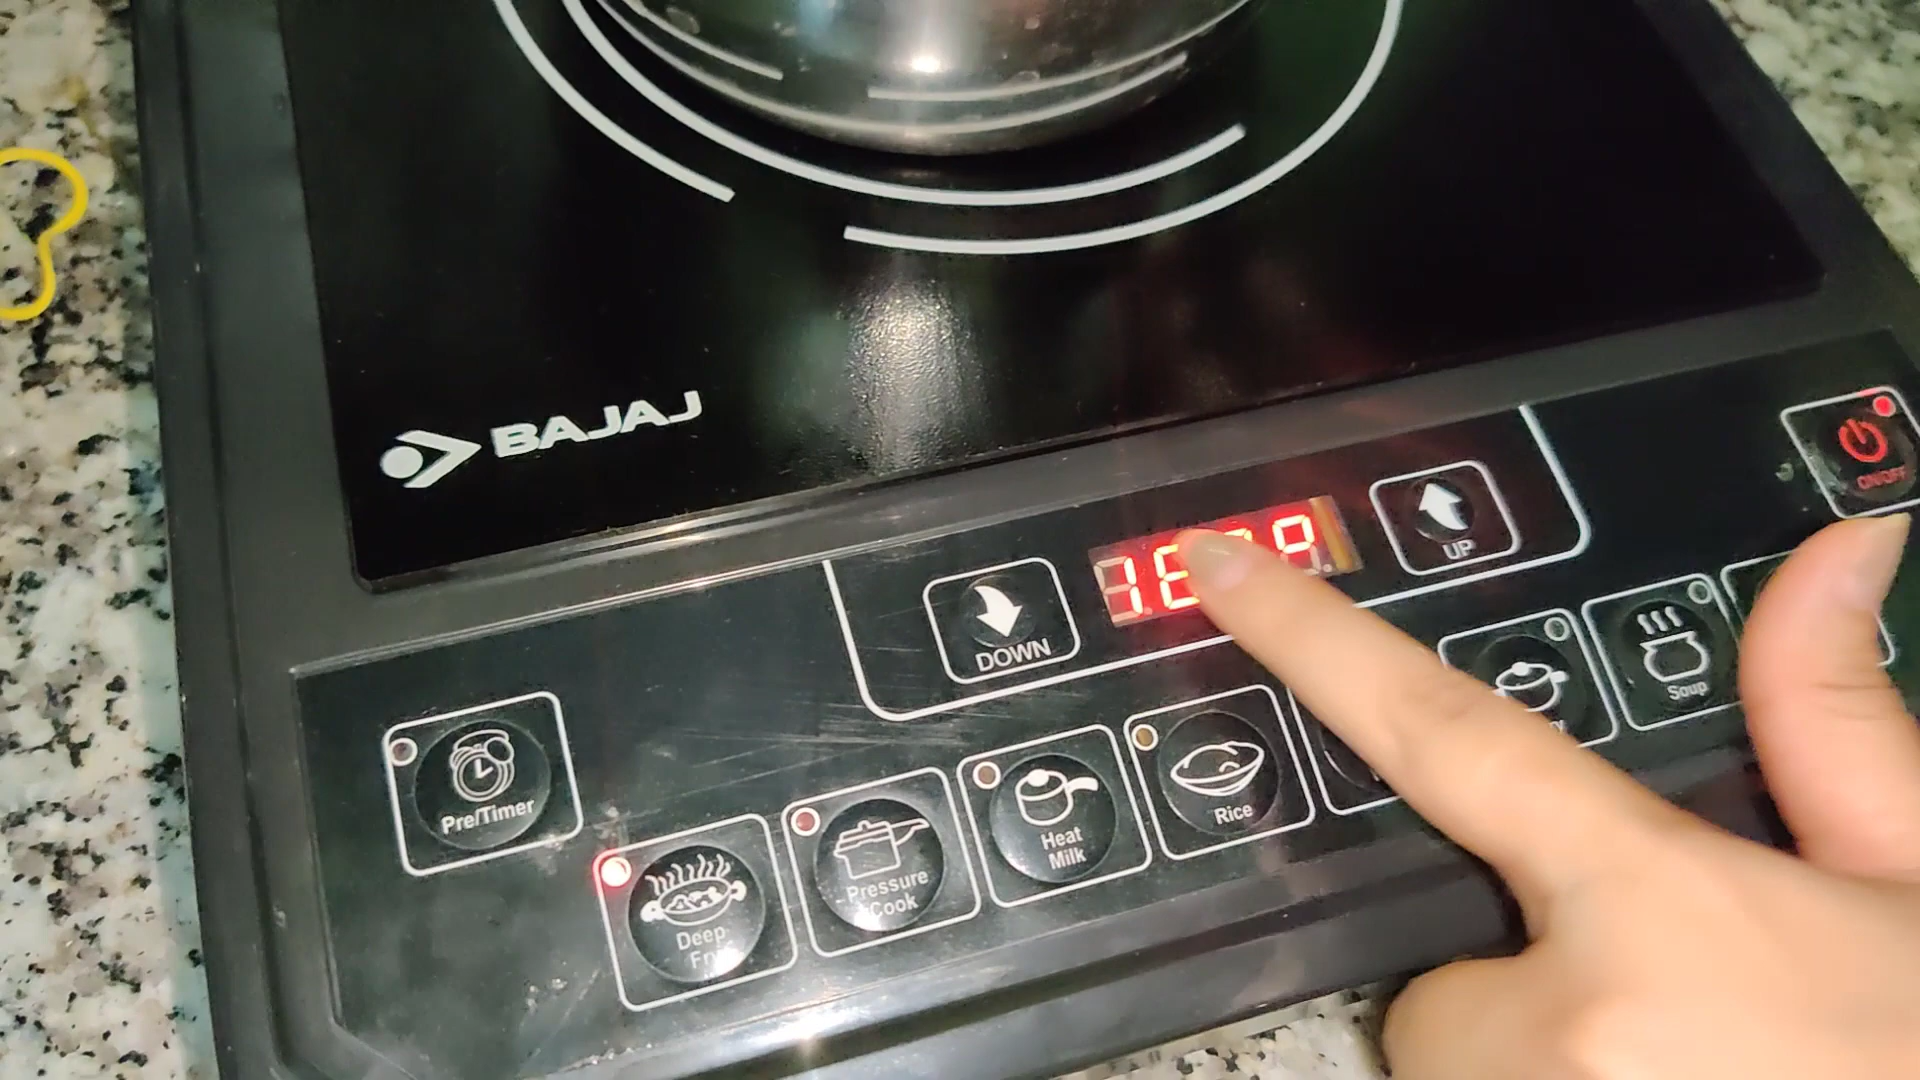 BAJAJ
ON/OFF
UP
DOWN
Soup
Pre/Timer
Rice
Heat
Milk
Pressure
Cook
Deep
Fry